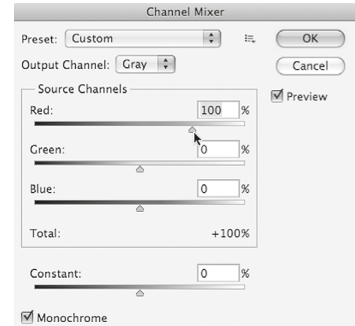 Channel Mixer
Preset: Custom
OK
Output Channel: Gray
Cancel
Source Channels
Preview
Red: 100 %
Green: 0 %
Blue: 0 %
Total: +100%
Constant: 0 %
Monochrome